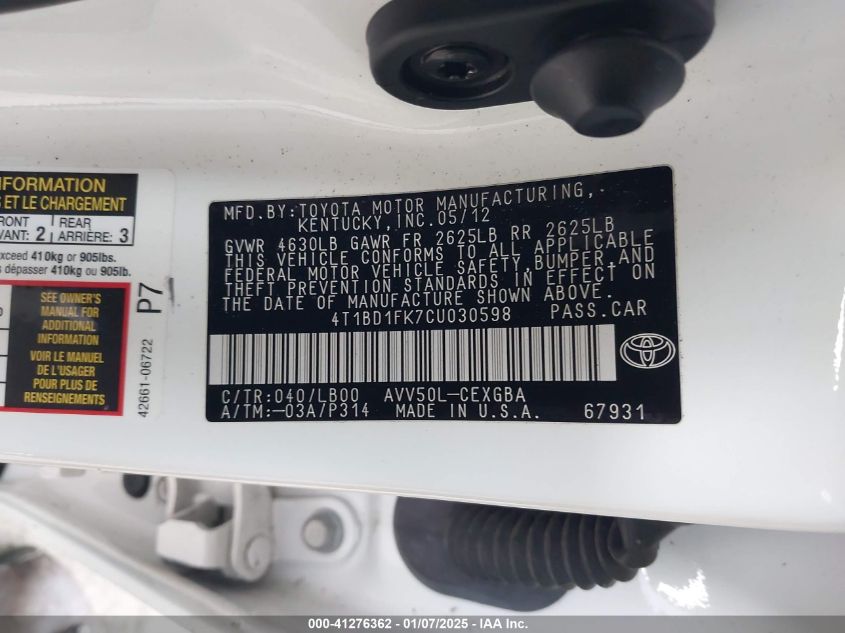 INFORMATION
S ET LE CHARGEMENT
FRONT
VANT: 2
REAR
ARRIÈRE: 3
exceed 410kg or 905lbs.
s dépasser 410kg ou 905lb.
SEE OWNER'S
MANUAL FOR
ADDITIONAL
INFORMATION
VOIR LE MANUEL
DE L'USAGER
POUR PLUS DE
RENSEIGNEMENTS
P7
42661-06722
MFD.BY:TOYOTA MOTOR MANUFACTURING,
KENTUCKY,INC.05/12
GVWR 4630LB GAWR FR 2625LB RR 2625LB
THIS VEHICLE CONFORMS TO ALL APPLICABLE
FEDERAL MOTOR VEHICLE SAFETY,BUMPER,AND
THEFT PREVENTION STANDARDS IN EFFECT ON
THE DATE OF MANUFACTURE SHOWN ABOVE.
4T1BD1FK7CU030598 PASS.CAR
C/TR:040/LB00 AVV50L-CEXGBA
A/TM:-03A/P314 MADE IN U.S.A. 67931
000-41276362 | 01/07/2025 - IAA Inc.